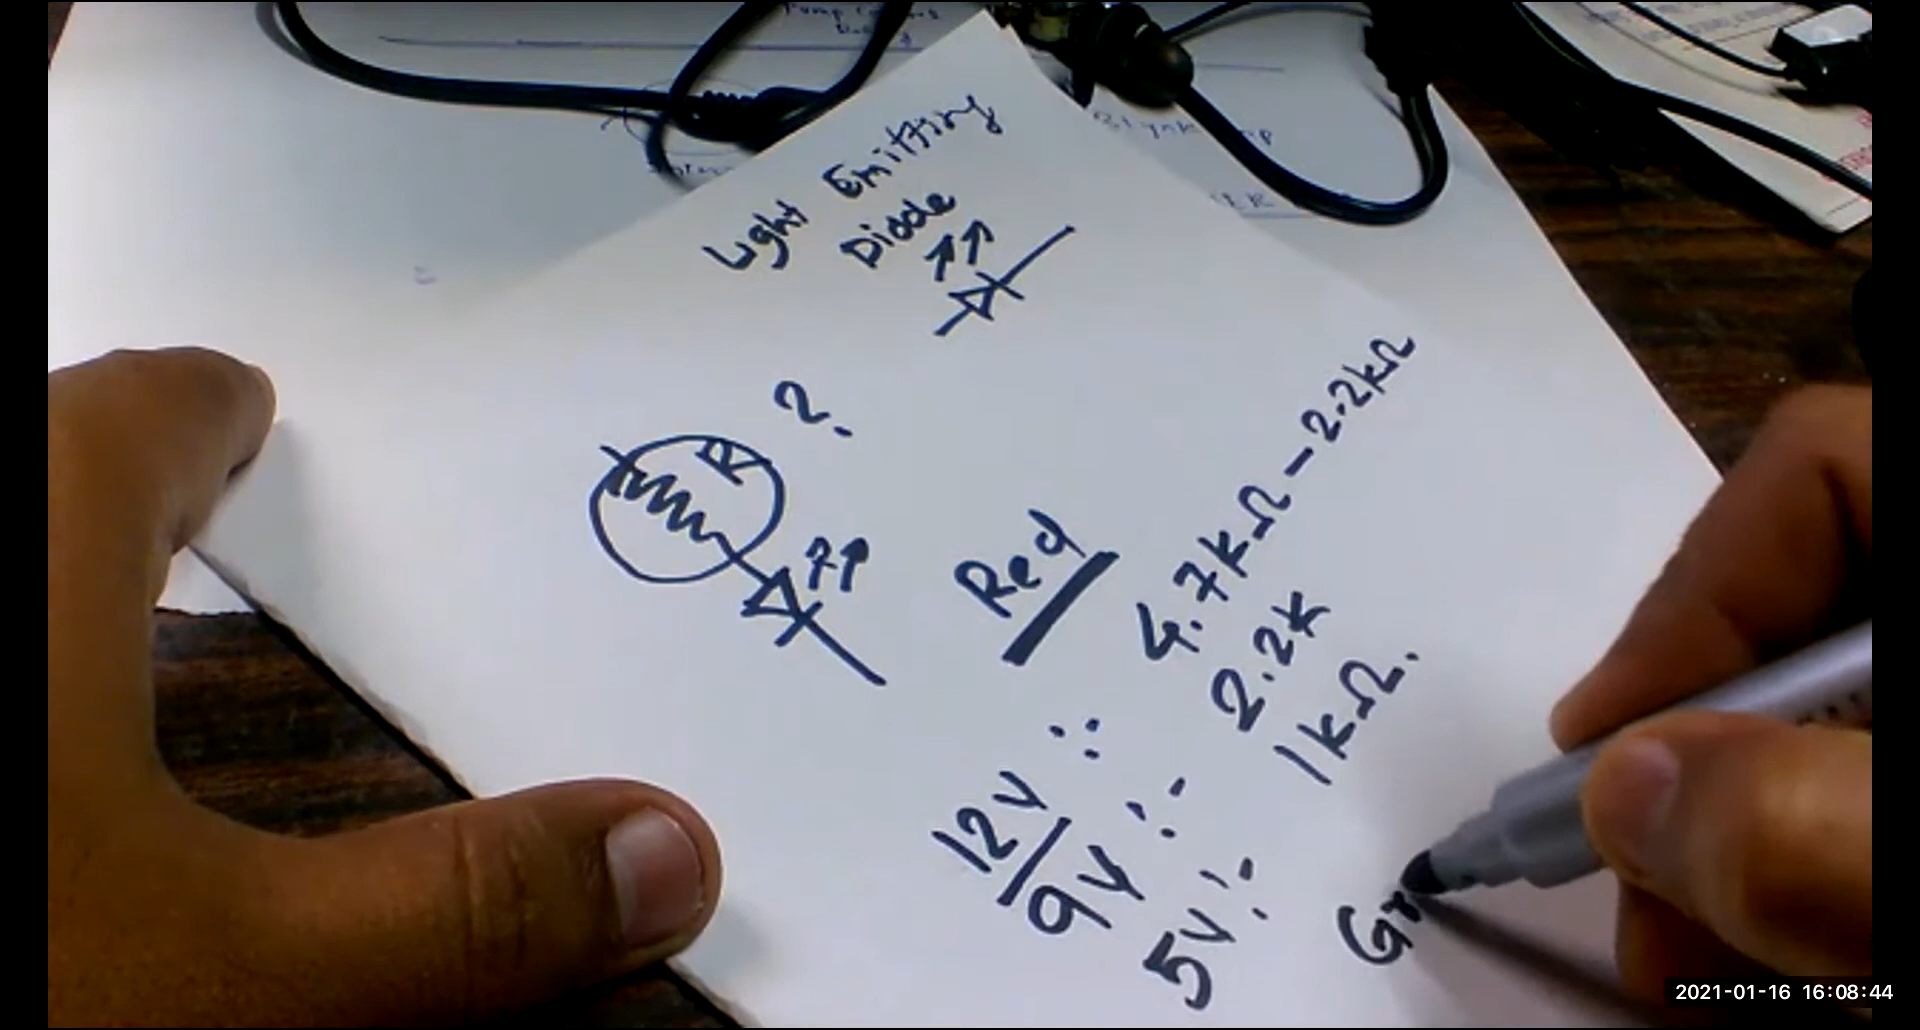 Light Emitting
Diode
R ?
Red
12V :- 4.7kΩ - 2.2kΩ
9V :- 2.2k
5V :- 1kΩ.
Gr
2021-01-16 16:08:44